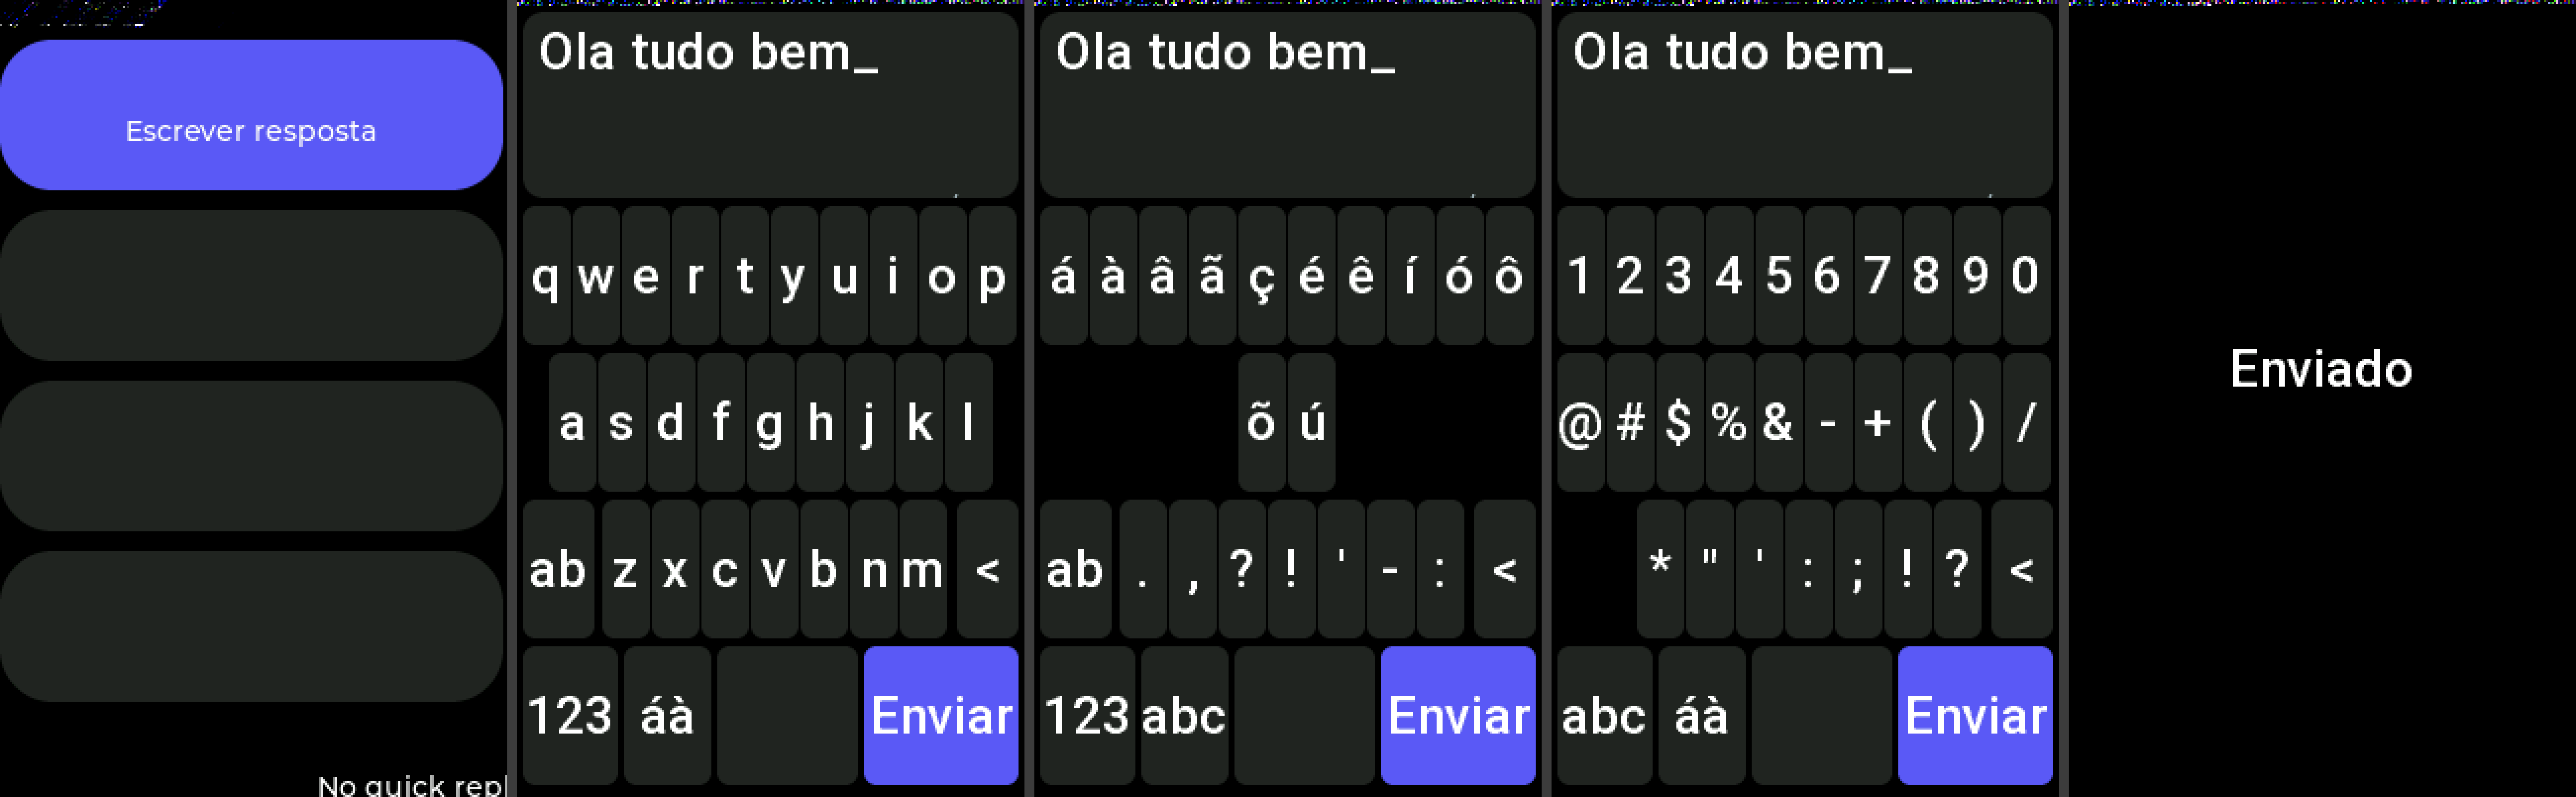 Escrever resposta
No quick repl
Ola tudo bem_
q w e r t y u i o p
a s d f g h j k l
ab z x c v b n m <
123 áà Enviar
Ola tudo bem_
á à â ã ç é ê í ó ô
õ ú
ab . , ? ! ' - : <
123 abc Enviar
Ola tudo bem_
1 2 3 4 5 6 7 8 9 0
@ # $ % & - + ( ) /
* " ' : ; ! ? <
abc áà Enviar
Enviado